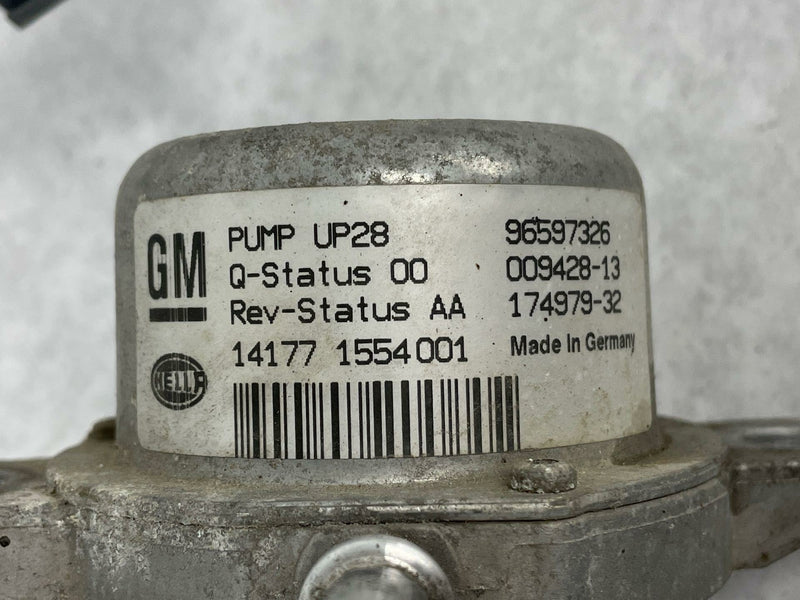 GM
PUMP UP28 96597326
Q-Status 00 009428-13
Rev-Status AA 174979-32
14177 1554001 Made In Germany
HELLA